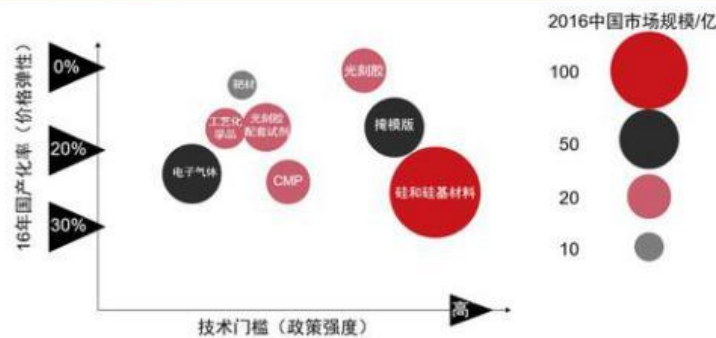 2016中国市场规模/亿
16年国产化率（价格弹性）
0%
20%
30%
靶材
光刻胶
工艺化
学品
光刻胶
配套试剂
掩模版
电子气体
CMP
硅和硅基材料
100
50
20
10
高
技术门槛（政策强度）